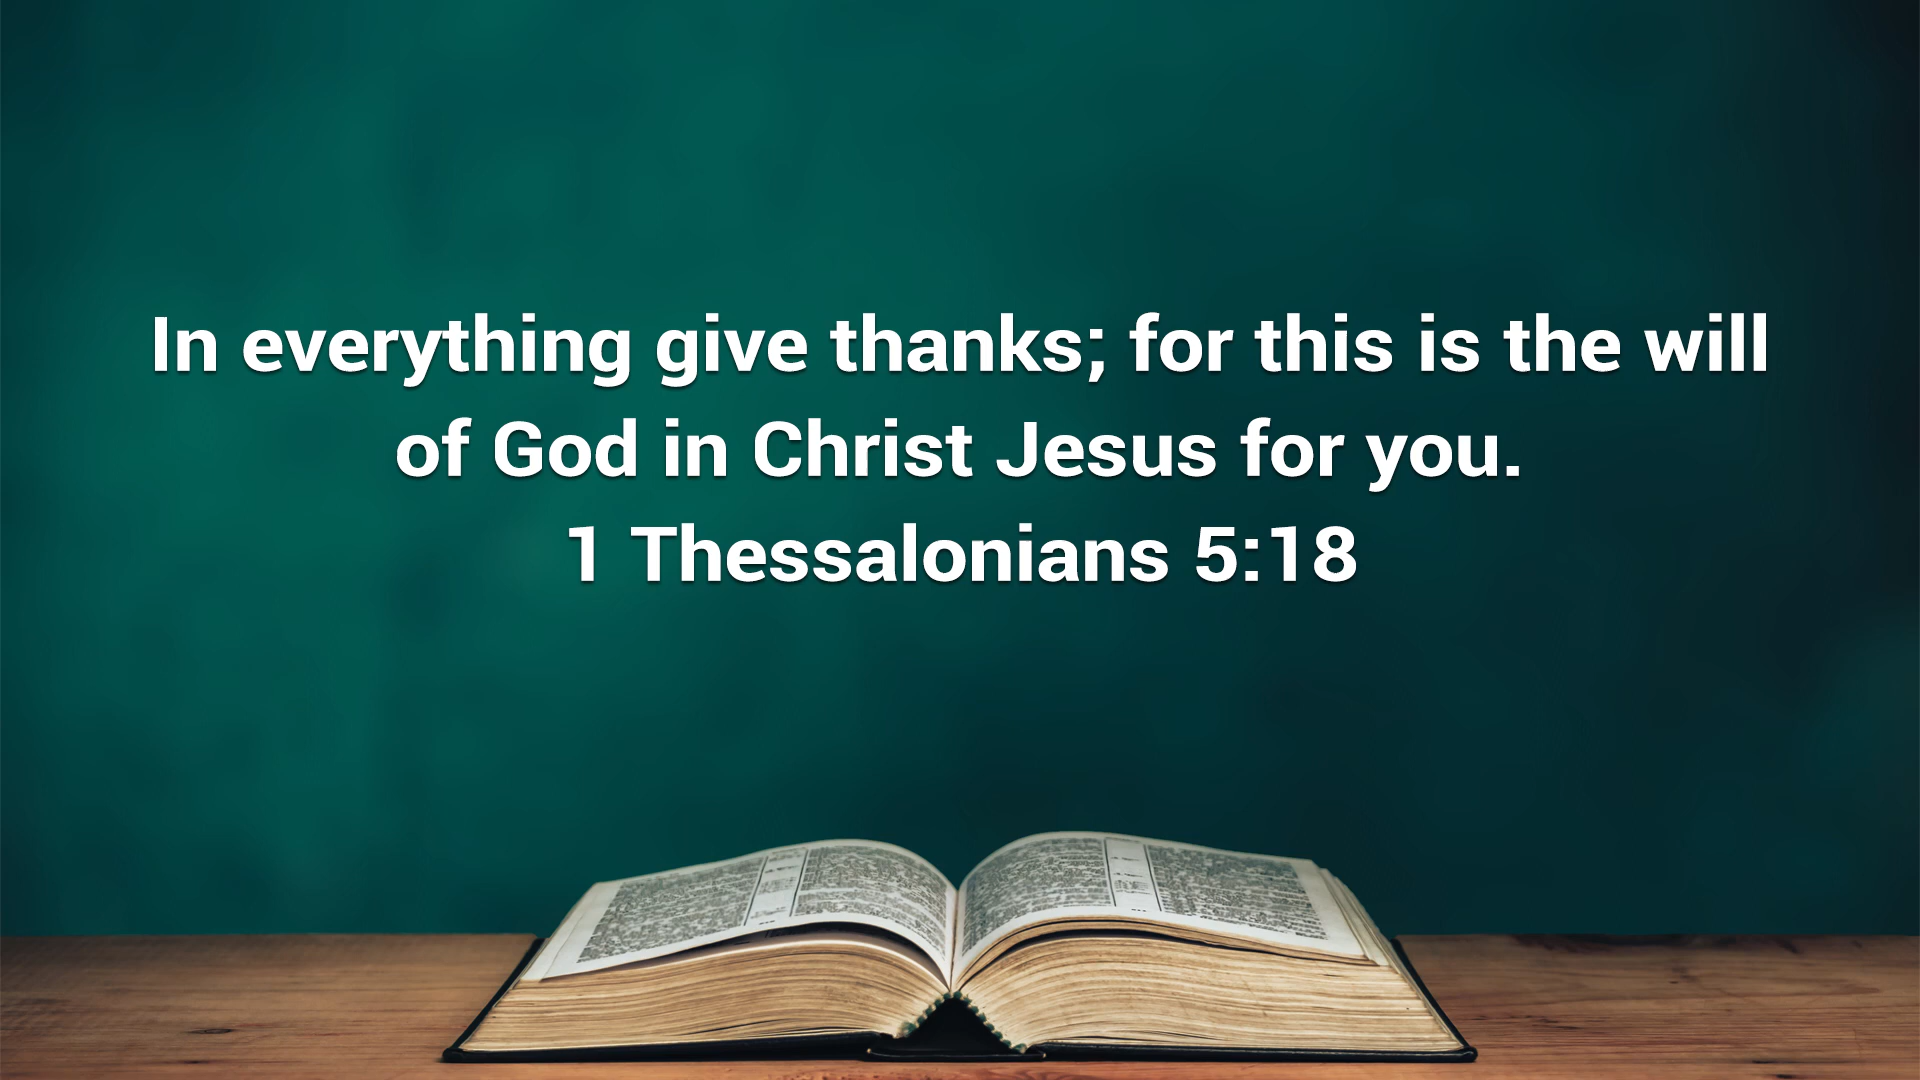 In everything give thanks; for this is the will
of God in Christ Jesus for you.
1 Thessalonians 5:18